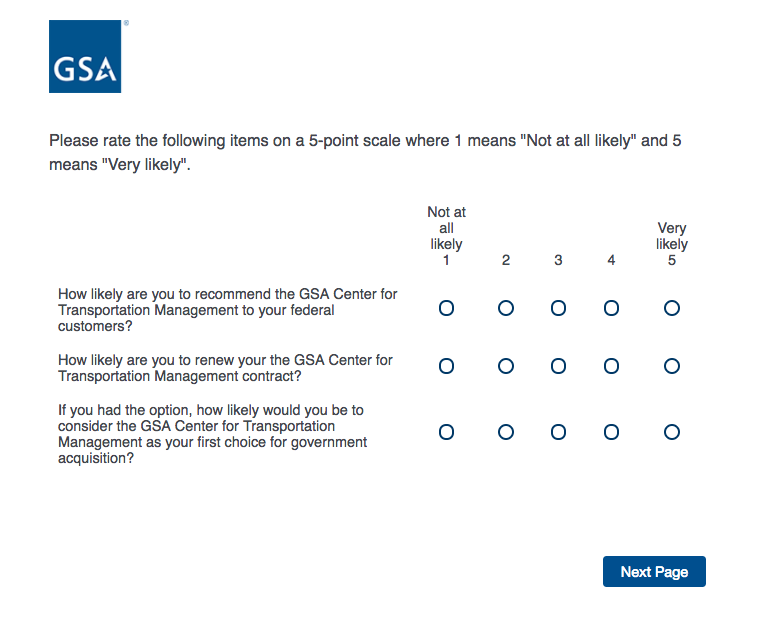 GSA
®
Please rate the following items on a 5-point scale where 1 means "Not at all likely" and 5
means "Very likely".
Not at
all
likely
1
2
3
4
Very
likely
5
How likely are you to recommend the GSA Center for
Transportation Management to your federal
customers?
How likely are you to renew your the GSA Center for
Transportation Management contract?
If you had the option, how likely would you be to
consider the GSA Center for Transportation
Management as your first choice for government
acquisition?
Next Page